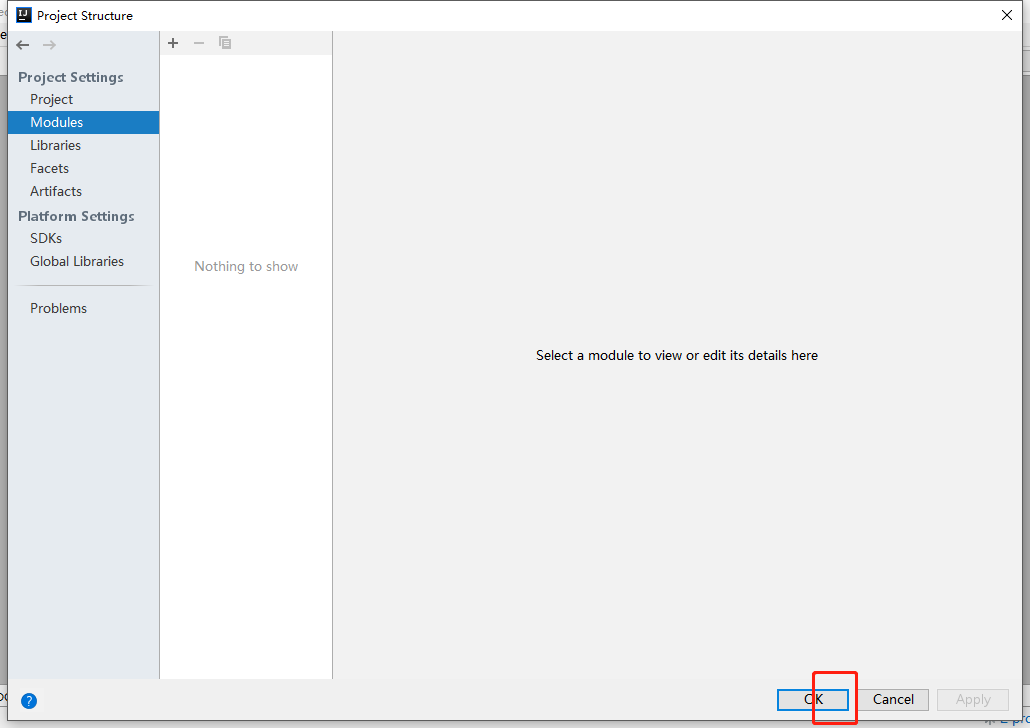 IJ Project Structure
Project Settings
Project
Modules
Libraries
Facets
Artifacts
Platform Settings
SDKs
Global Libraries
Problems
Nothing to show
Select a module to view or edit its details here
?
OK
Cancel
Apply